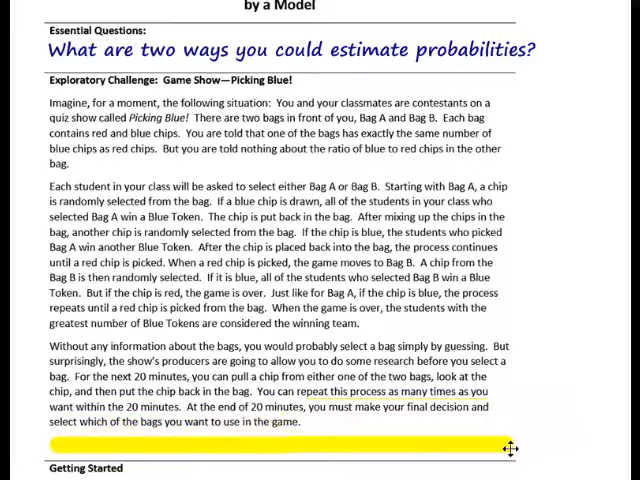 by a Model
Essential Questions:
What are two ways you could estimate probabilities?
Exploratory Challenge: Game Show—Picking Blue!
Imagine, for a moment, the following situation: You and your classmates are contestants on a
quiz show called Picking Blue! There are two bags in front of you, Bag A and Bag B. Each bag
contains red and blue chips. You are told that one of the bags has exactly the same number of
blue chips as red chips. But you are told nothing about the ratio of blue to red chips in the other
bag.
Each student in your class will be asked to select either Bag A or Bag B. Starting with Bag A, a chip
is randomly selected from the bag. If a blue chip is drawn, all of the students in your class who
selected Bag A win a Blue Token. The chip is put back in the bag. After mixing up the chips in the
bag, another chip is randomly selected from the bag. If the chip is blue, the students who picked
Bag A win another Blue Token. After the chip is placed back into the bag, the process continues
until a red chip is picked. When a red chip is picked, the game moves to Bag B. A chip from the
Bag B is then randomly selected. If it is blue, all of the students who selected Bag B win a Blue
Token. But if the chip is red, the game is over. Just like for Bag A, if the chip is blue, the process
repeats until a red chip is picked from the bag. When the game is over, the students with the
greatest number of Blue Tokens are considered the winning team.
Without any information about the bags, you would probably select a bag simply by guessing. But
surprisingly, the show's producers are going to allow you to do some research before you select a
bag. For the next 20 minutes, you can pull a chip from either one of the two bags, look at the
chip, and then put the chip back in the bag. You can repeat this process as many times as you
want within the 20 minutes. At the end of 20 minutes, you must make your final decision and
select which of the bags you want to use in the game.
Getting Started